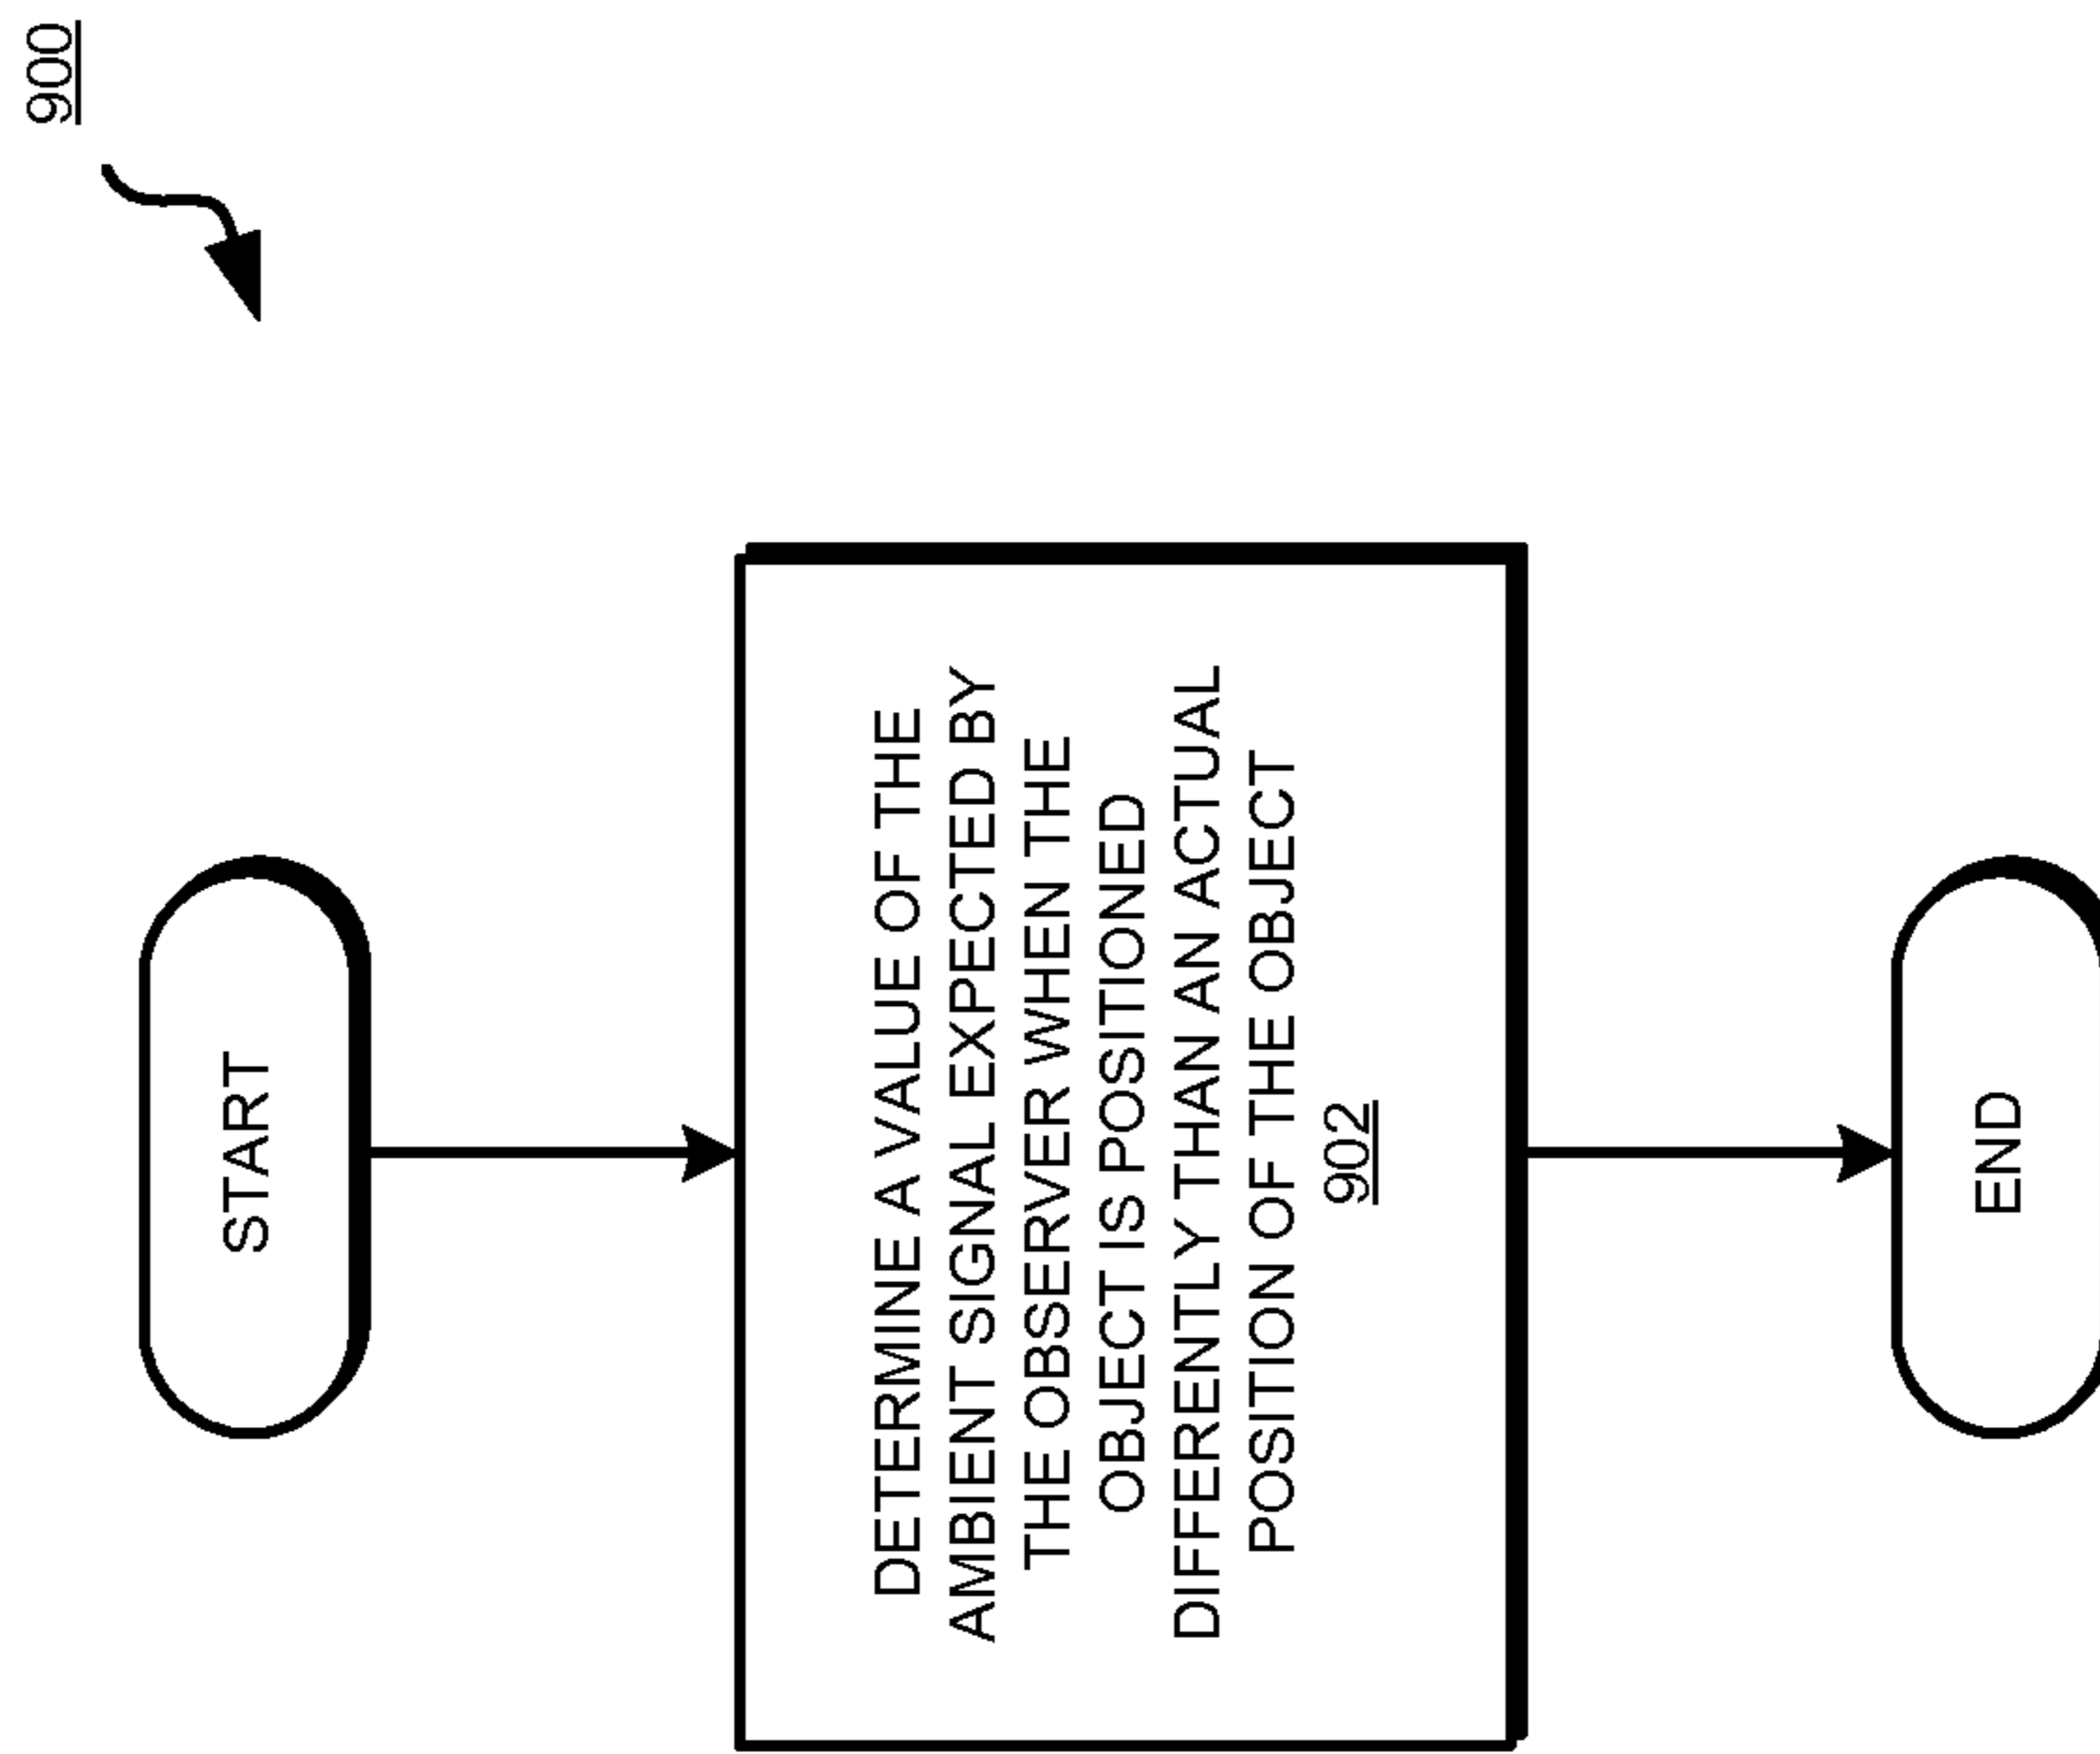 900
START
DETERMINE A VALUE OF THE
AMBIENT SIGNAL EXPECTED BY
THE OBSERVER WHEN THE
OBJECT IS POSITIONED
DIFFERENTLY THAN AN ACTUAL
POSITION OF THE OBJECT
902
END